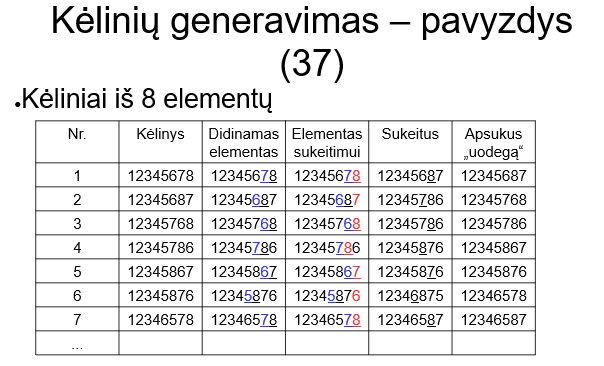 Kėlinių generavimas – pavyzdys
(37)
•Kėliniai iš 8 elementų
Nr. Kėlinys Didinamas elementas Elementas sukeitimui Sukeitus Apsukus „uodegą“
1 12345678 12345678 12345678 12345687 12345687
2 12345687 12345687 12345687 12345786 12345768
3 12345768 12345768 12345768 12345786 12345786
4 12345786 12345786 12345786 12345876 12345867
5 12345867 12345867 12345867 12345876 12345876
6 12345876 12345876 12345876 12346875 12346578
7 12346578 12346578 12346578 12346587 12346587
...